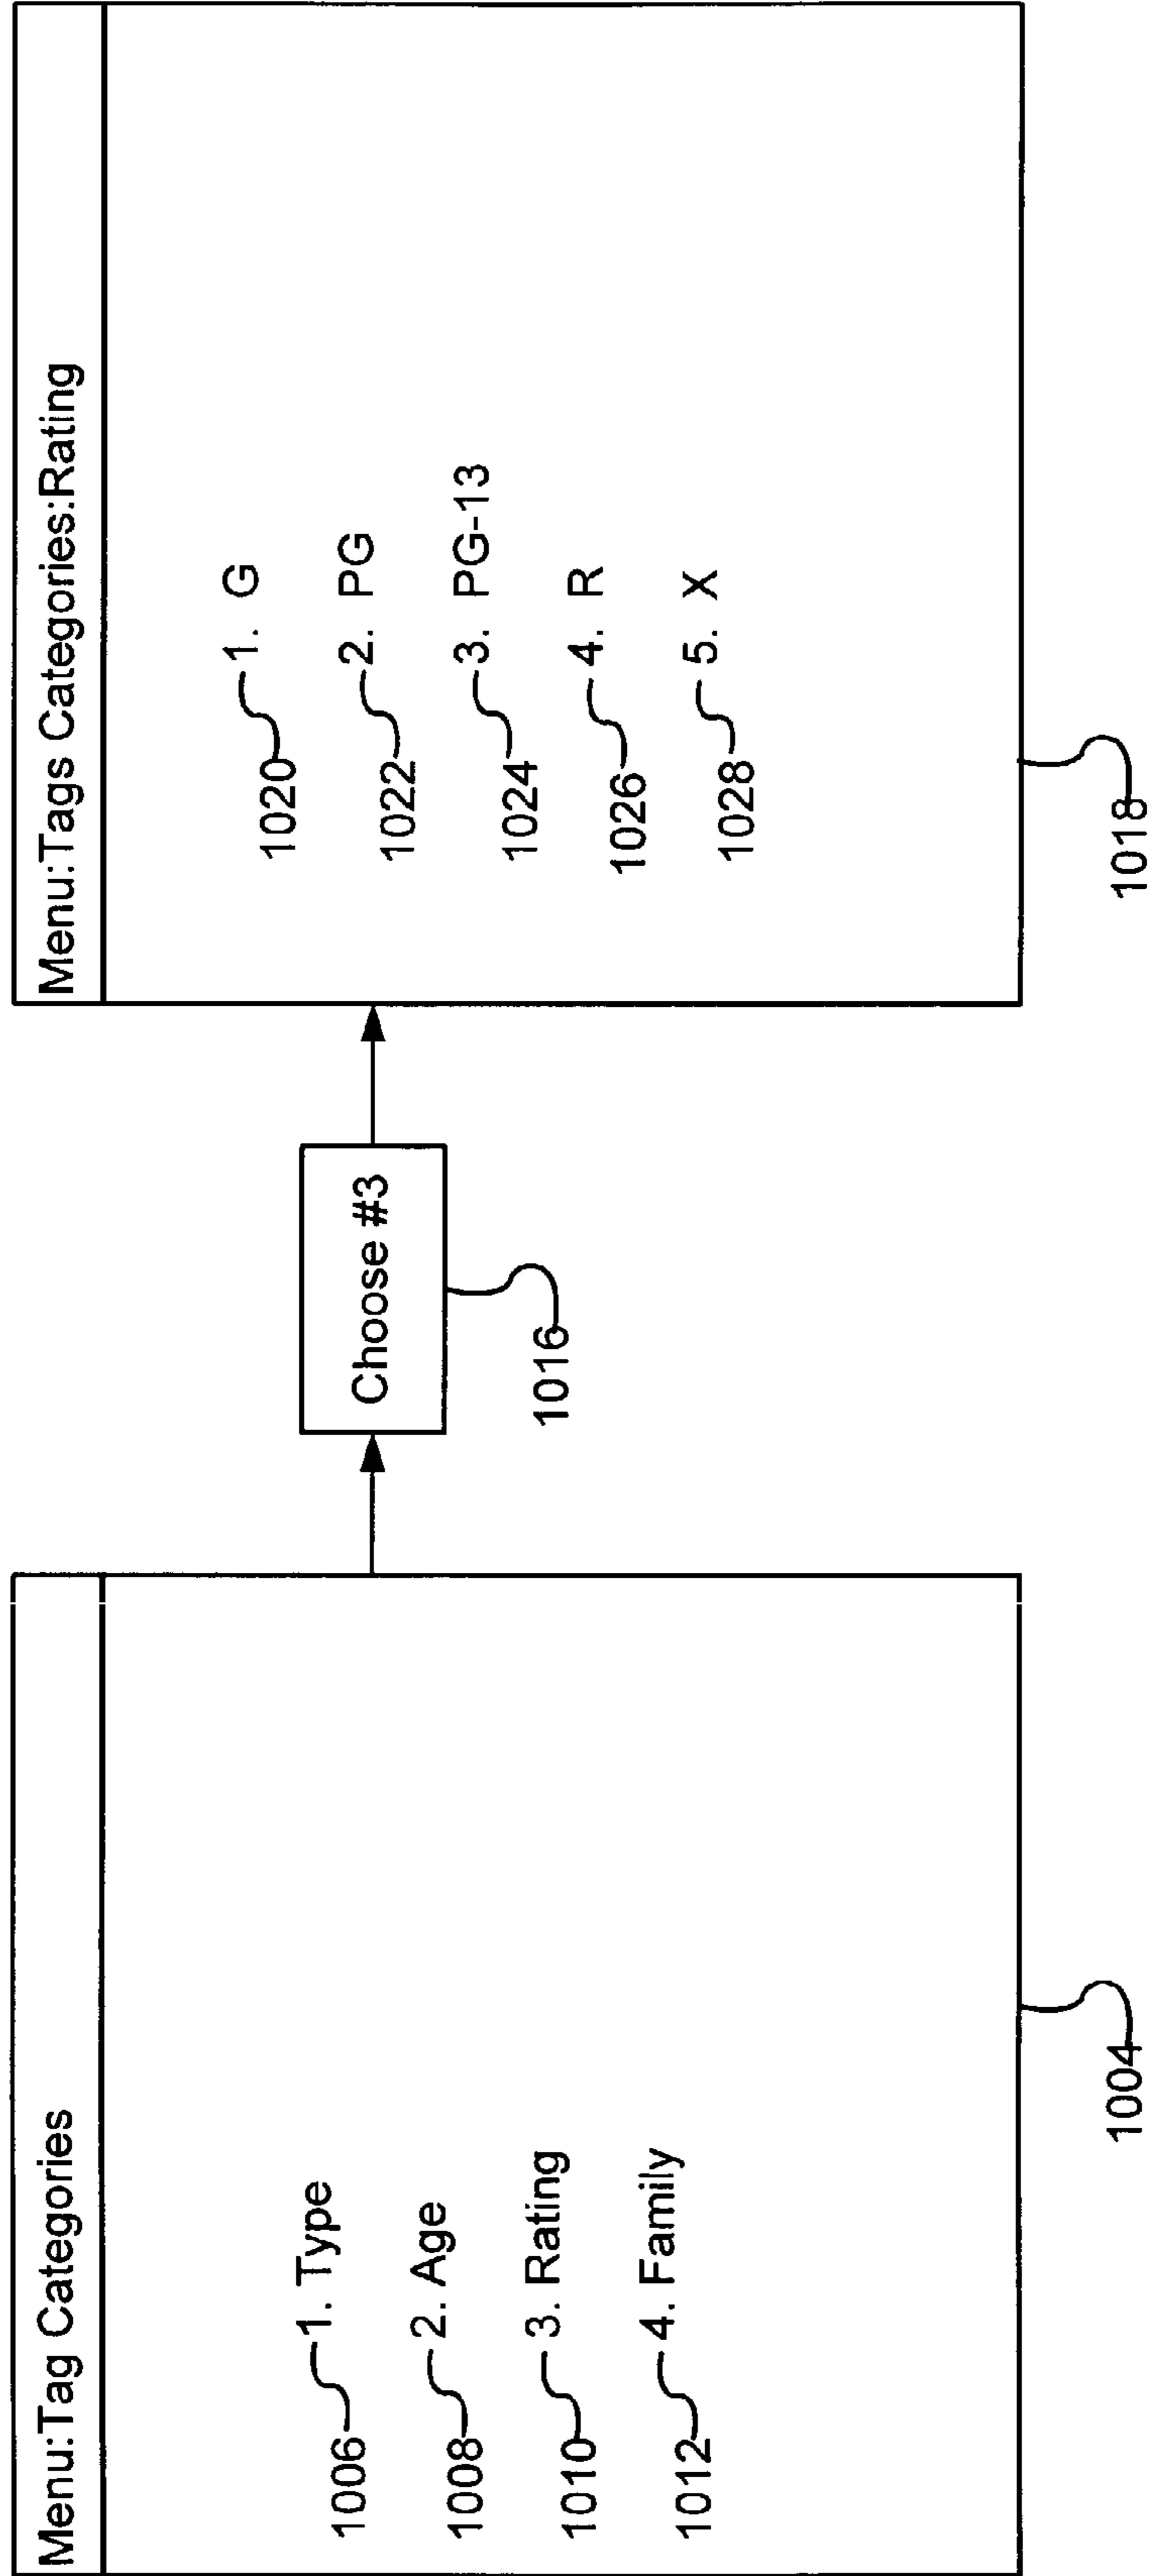 Menu:Tag Categories
1006 1. Type
1008 2. Age
1010 3. Rating
1012 4. Family
1004
Choose #3
1016
Menu:Tags Categories:Rating
1020 1. G
1022 2. PG
1024 3. PG-13
1026 4. R
1028 5. X
1018